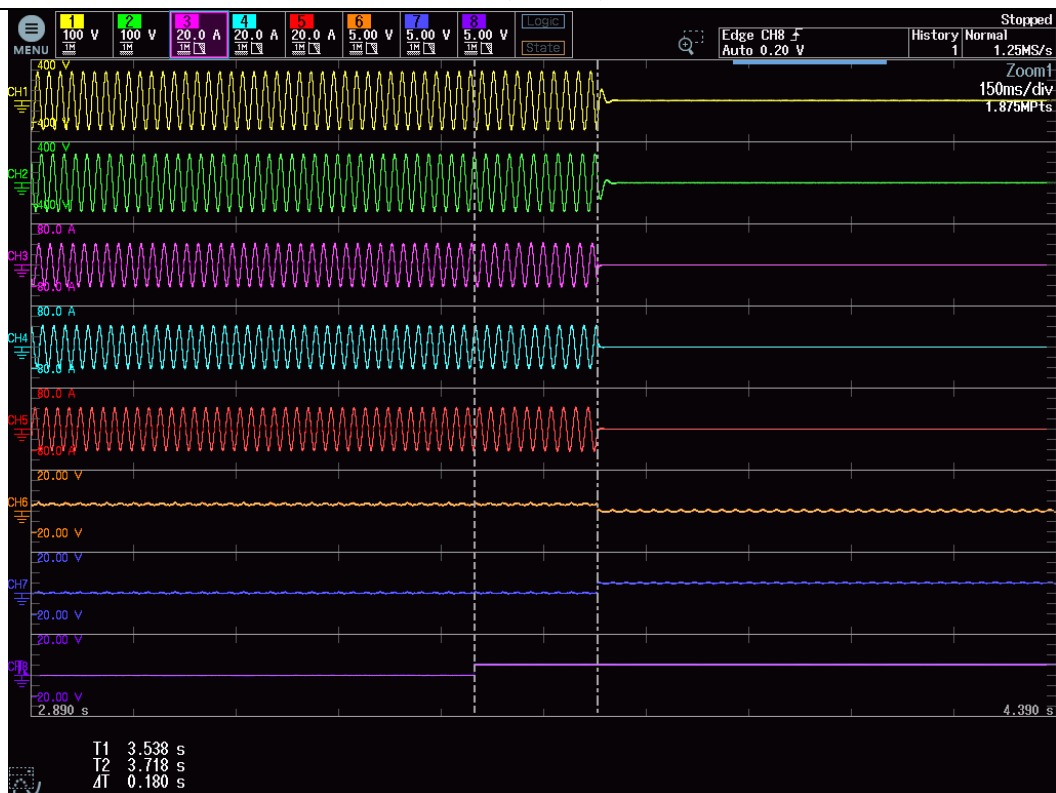 MENU
1 100 V 1M
2 100 V 1M
3 20.0 A 1M
4 20.0 A 1M
5 20.0 A 1M
6 5.00 V 1M
7 5.00 V 1M
8 5.00 V 1M
Logic
State
Stopped
Edge CH8
Auto 0.20 V
History Normal
1 1.25MS/s
Zoom1
150ms/div
1.875MPts
400 V
CH1
-400 V
400 V
CH2
-400 V
80.0 A
CH3
-80.0 A
80.0 A
CH4
-80.0 A
80.0 A
CH5
-80.0 A
20.00 V
CH6
-20.00 V
20.00 V
CH7
-20.00 V
20.00 V
CH8
-20.00 V
2.890 s 4.390 s
T1 3.538 s
T2 3.718 s
ΔT 0.180 s